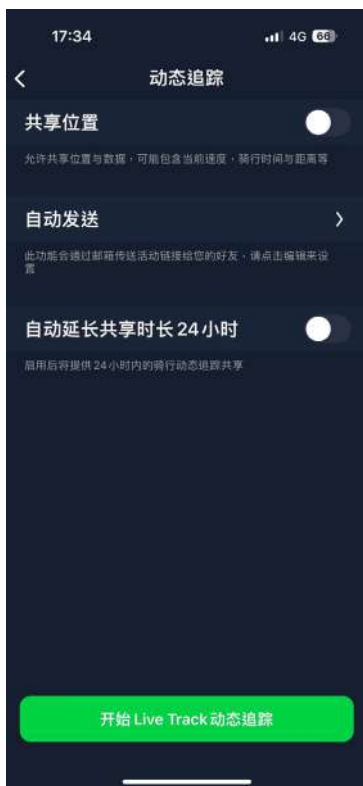 17:34
4G 66
动态追踪
共享位置
允许共享位置与数据,可能包含当前速度,骑行时间与距离等
自动发送
此功能会通过邮箱传送活动链接给您的好友,请点击编辑来设
置
自动延长共享时长 24 小时
启用后将提供 24 小时内的骑行动态追踪共享
开始 Live Track 动态追踪